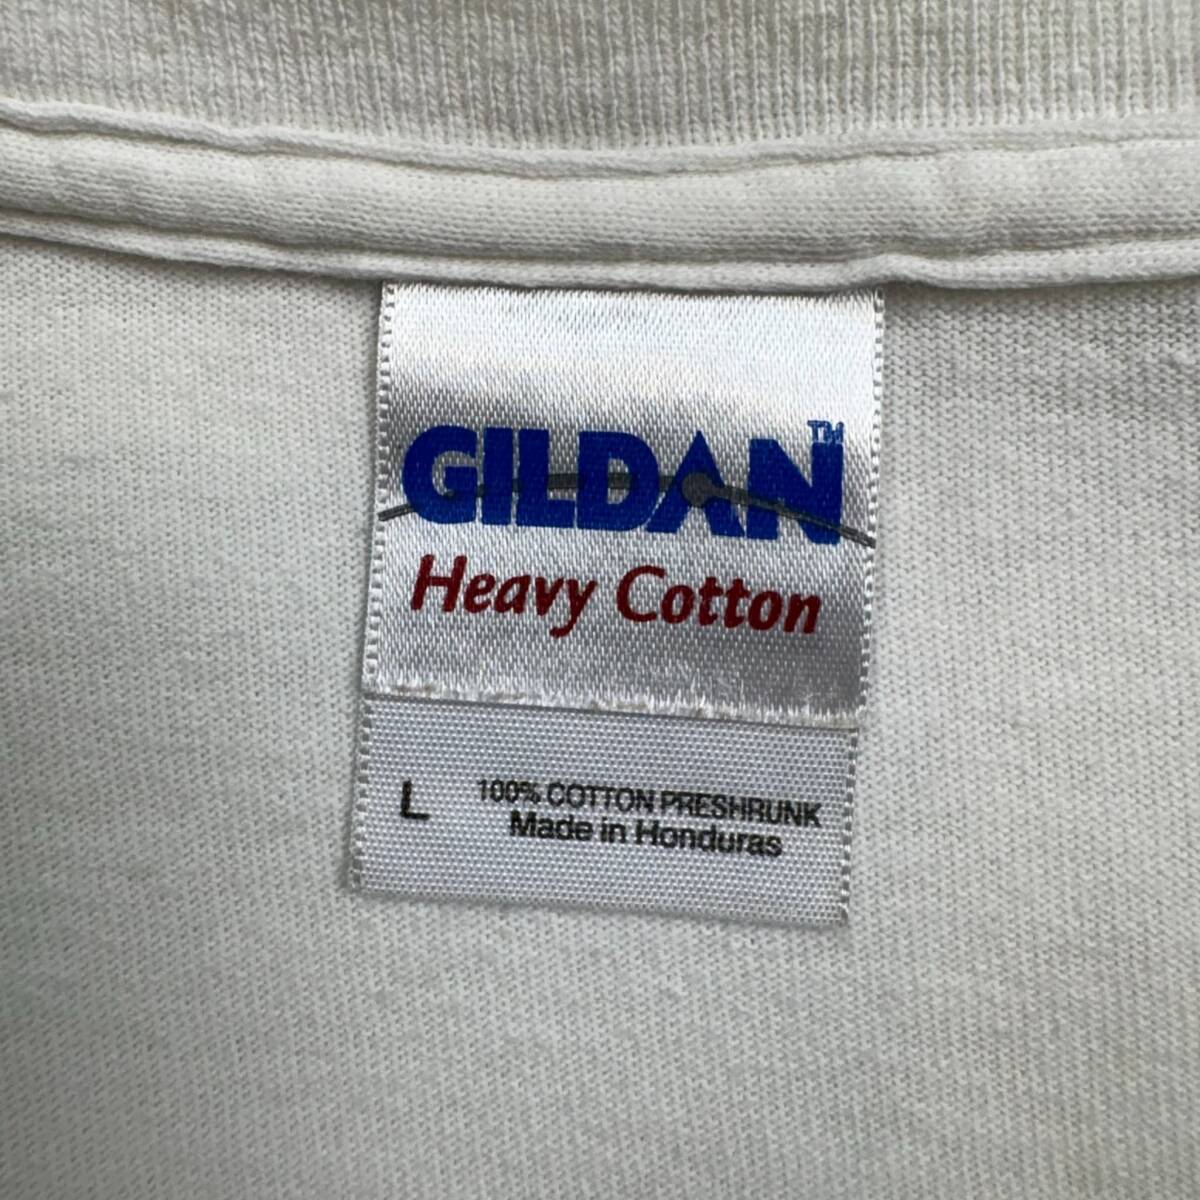 GILDAN™
Heavy Cotton
L 100% COTTON PRESHRUNK
Made in Honduras